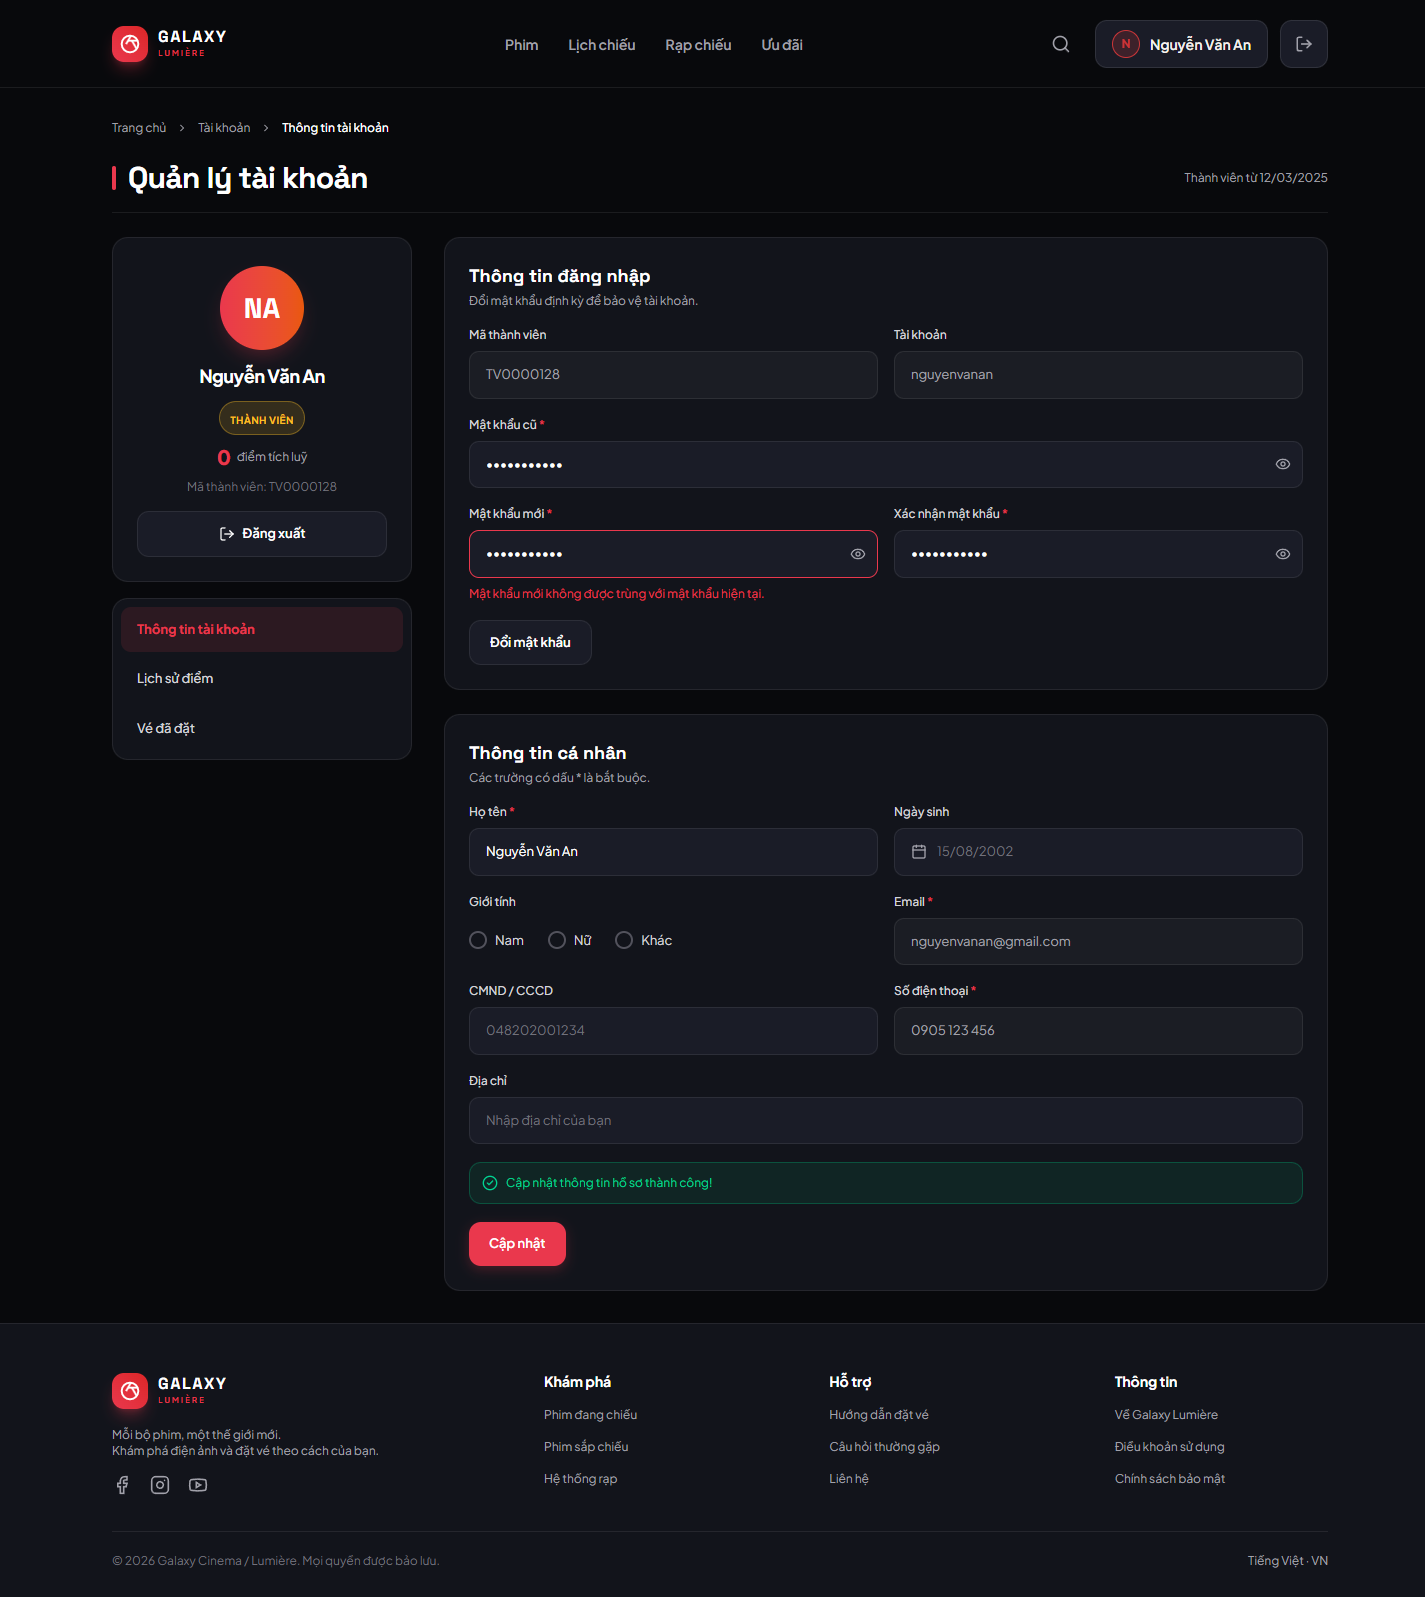 GALAXY
LUMIÈRE
Phim
Lịch chiếu
Rạp chiếu
Ưu đãi
N
Nguyễn Văn An
Trang chủ > Tài khoản > Thông tin tài khoản
Quản lý tài khoản
Thành viên từ 12/03/2025
NA
Nguyễn Văn An
THÀNH VIÊN
0 điểm tích luỹ
Mã thành viên: TV0000128
Đăng xuất
Thông tin tài khoản
Lịch sử điểm
Vé đã đặt
Thông tin đăng nhập
Đổi mật khẩu định kỳ để bảo vệ tài khoản.
Mã thành viên
TV0000128
Tài khoản
nguyenvanan
Mật khẩu cũ *
•••••••••••
Mật khẩu mới *
•••••••••••
Xác nhận mật khẩu *
•••••••••••
Mật khẩu mới không được trùng với mật khẩu hiện tại.
Đổi mật khẩu
Thông tin cá nhân
Các trường có dấu * là bắt buộc.
Họ tên *
Nguyễn Văn An
Ngày sinh
15/08/2002
Giới tính
Nam
Nữ
Khác
Email *
nguyenvanan@gmail.com
CMND / CCCD
048202001234
Số điện thoại *
0905 123 456
Địa chỉ
Nhập địa chỉ của bạn
Cập nhật thông tin hồ sơ thành công!
Cập nhật
GALAXY
LUMIÈRE
Mỗi bộ phim, một thế giới mới.
Khám phá điện ảnh và đặt vé theo cách của bạn.
Khám phá
Phim đang chiếu
Phim sắp chiếu
Hệ thống rạp
Hỗ trợ
Hướng dẫn đặt vé
Câu hỏi thường gặp
Liên hệ
Thông tin
Về Galaxy Lumière
Điều khoản sử dụng
Chính sách bảo mật
© 2026 Galaxy Cinema / Lumière. Mọi quyền được bảo lưu.
Tiếng Việt · VN